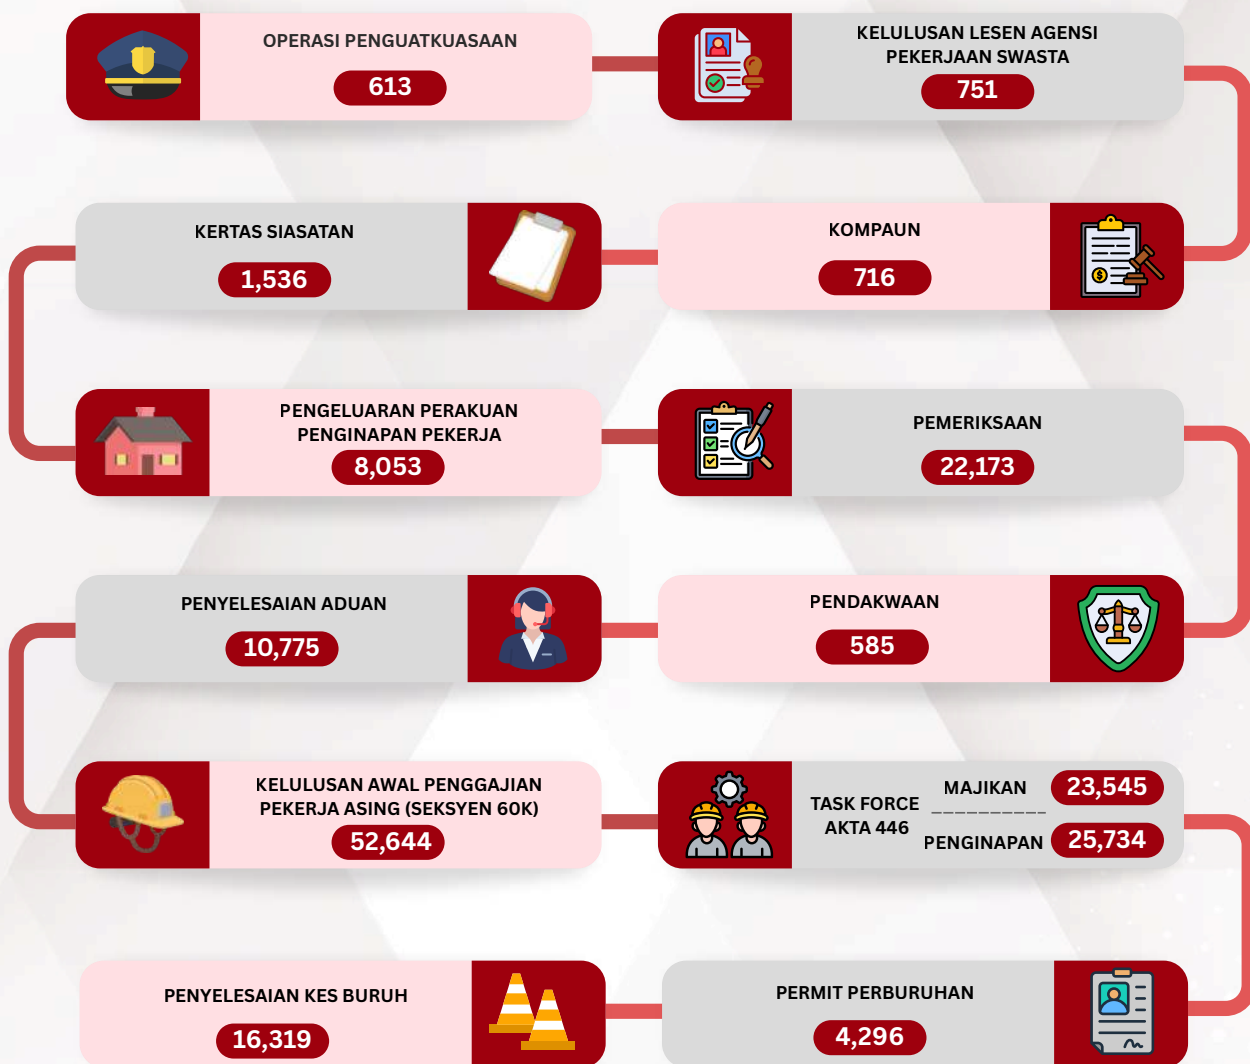 OPERASI PENGUATKUASAAN
613
KELULUSAN LESEN AGENSI
PEKERJAAN SWASTA
751
KERTAS SIASATAN
1,536
KOMPAUN
716
PENGELUARAN PERAKUAN
PENGINAPAN PEKERJA
8,053
PEMERIKSAAN
22,173
PENYELESAIAN ADUAN
10,775
PENDAKWAAN
585
KELULUSAN AWAL PENGGAJIAN
PEKERJA ASING (SEKSYEN 60K)
52,644
TASK FORCE
AKTA 446
MAJIKAN
23,545
PENGINAPAN
25,734
PENYELESAIAN KES BURUH
16,319
PERMIT PERBURUHAN
4,296